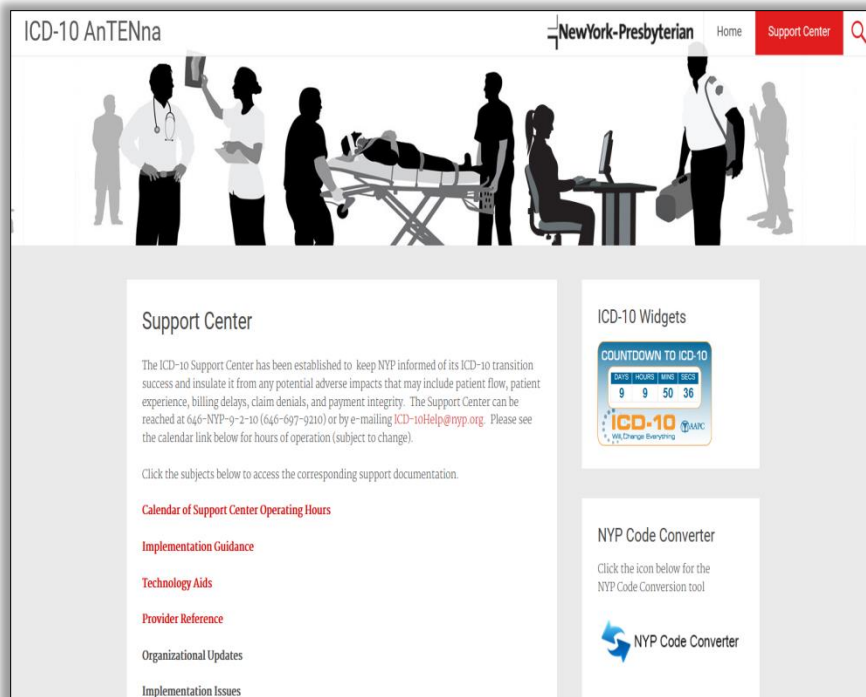 ICD-10 AnTENna
NewYork-Presbyterian
Home
Support Center
Support Center
The ICD-10 Support Center has been established to keep NYP informed of its ICD-10 transition
success and insulate it from any potential adverse impacts that may include patient flow, patient
experience, billing delays, claim denials, and payment integrity. The Support Center can be
reached at 646-NYP-9-2-10 (646-697-9210) or by e-mailing ICD-10Help@nyp.org. Please see
the calendar link below for hours of operation (subject to change).
Click the subjects below to access the corresponding support documentation.
Calendar of Support Center Operating Hours
Implementation Guidance
Technology Aids
Provider Reference
Organizational Updates
Implementation Issues
ICD-10 Widgets
COUNTDOWN TO ICD-10
DAYS HOURS MINS SECS
9 9 50 36
ICD-10
Will Change Everything
AAPC
NYP Code Converter
Click the icon below for the
NYP Code Conversion tool
NYP Code Converter